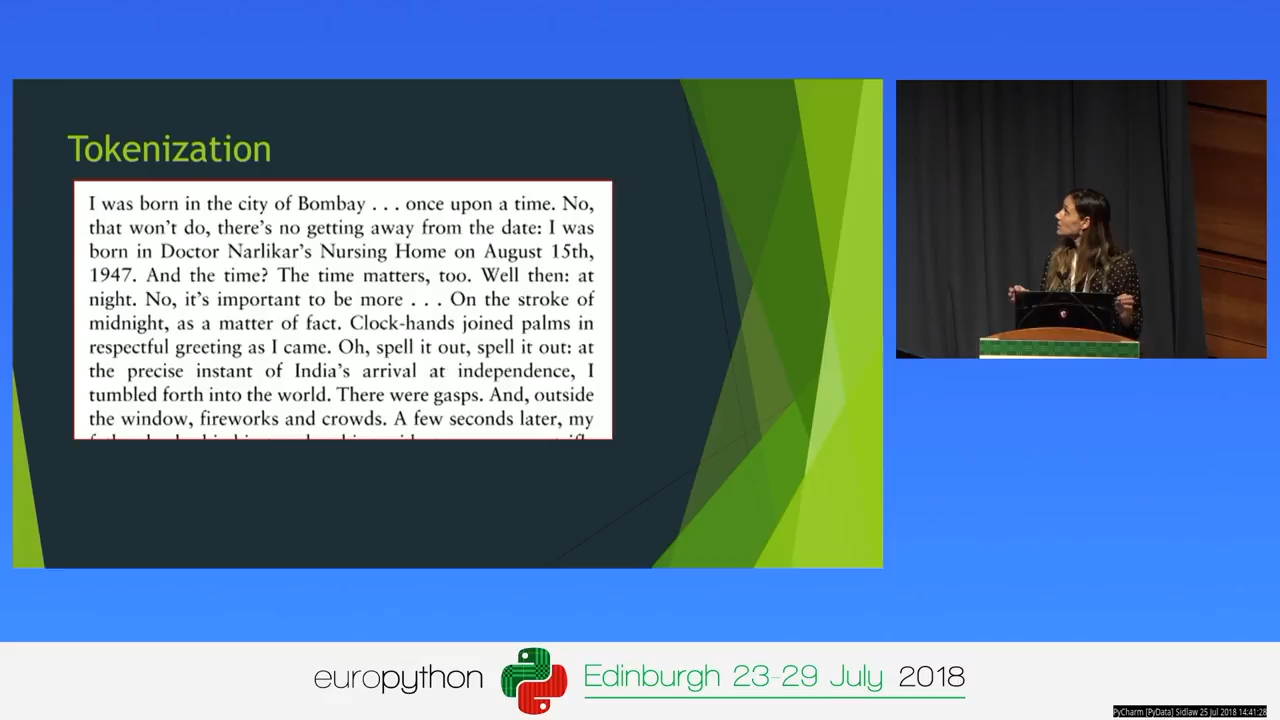 Tokenization
I was born in the city of Bombay . . . once upon a time. No,
that won't do, there's no getting away from the date: I was
born in Doctor Narlikar's Nursing Home on August 15th,
1947. And the time? The time matters, too. Well then: at
night. No, it's important to be more . . . On the stroke of
midnight, as a matter of fact. Clock-hands joined palms in
respectful greeting as I came. Oh, spell it out, spell it out: at
the precise instant of India's arrival at independence, I
tumbled forth into the world. There were gasps. And, outside
the window, fireworks and crowds. A few seconds later, my
europython Edinburgh 23-29 July 2018
PyCharm [PyData] Sidlaw 25 Jul 2018 14:41:28